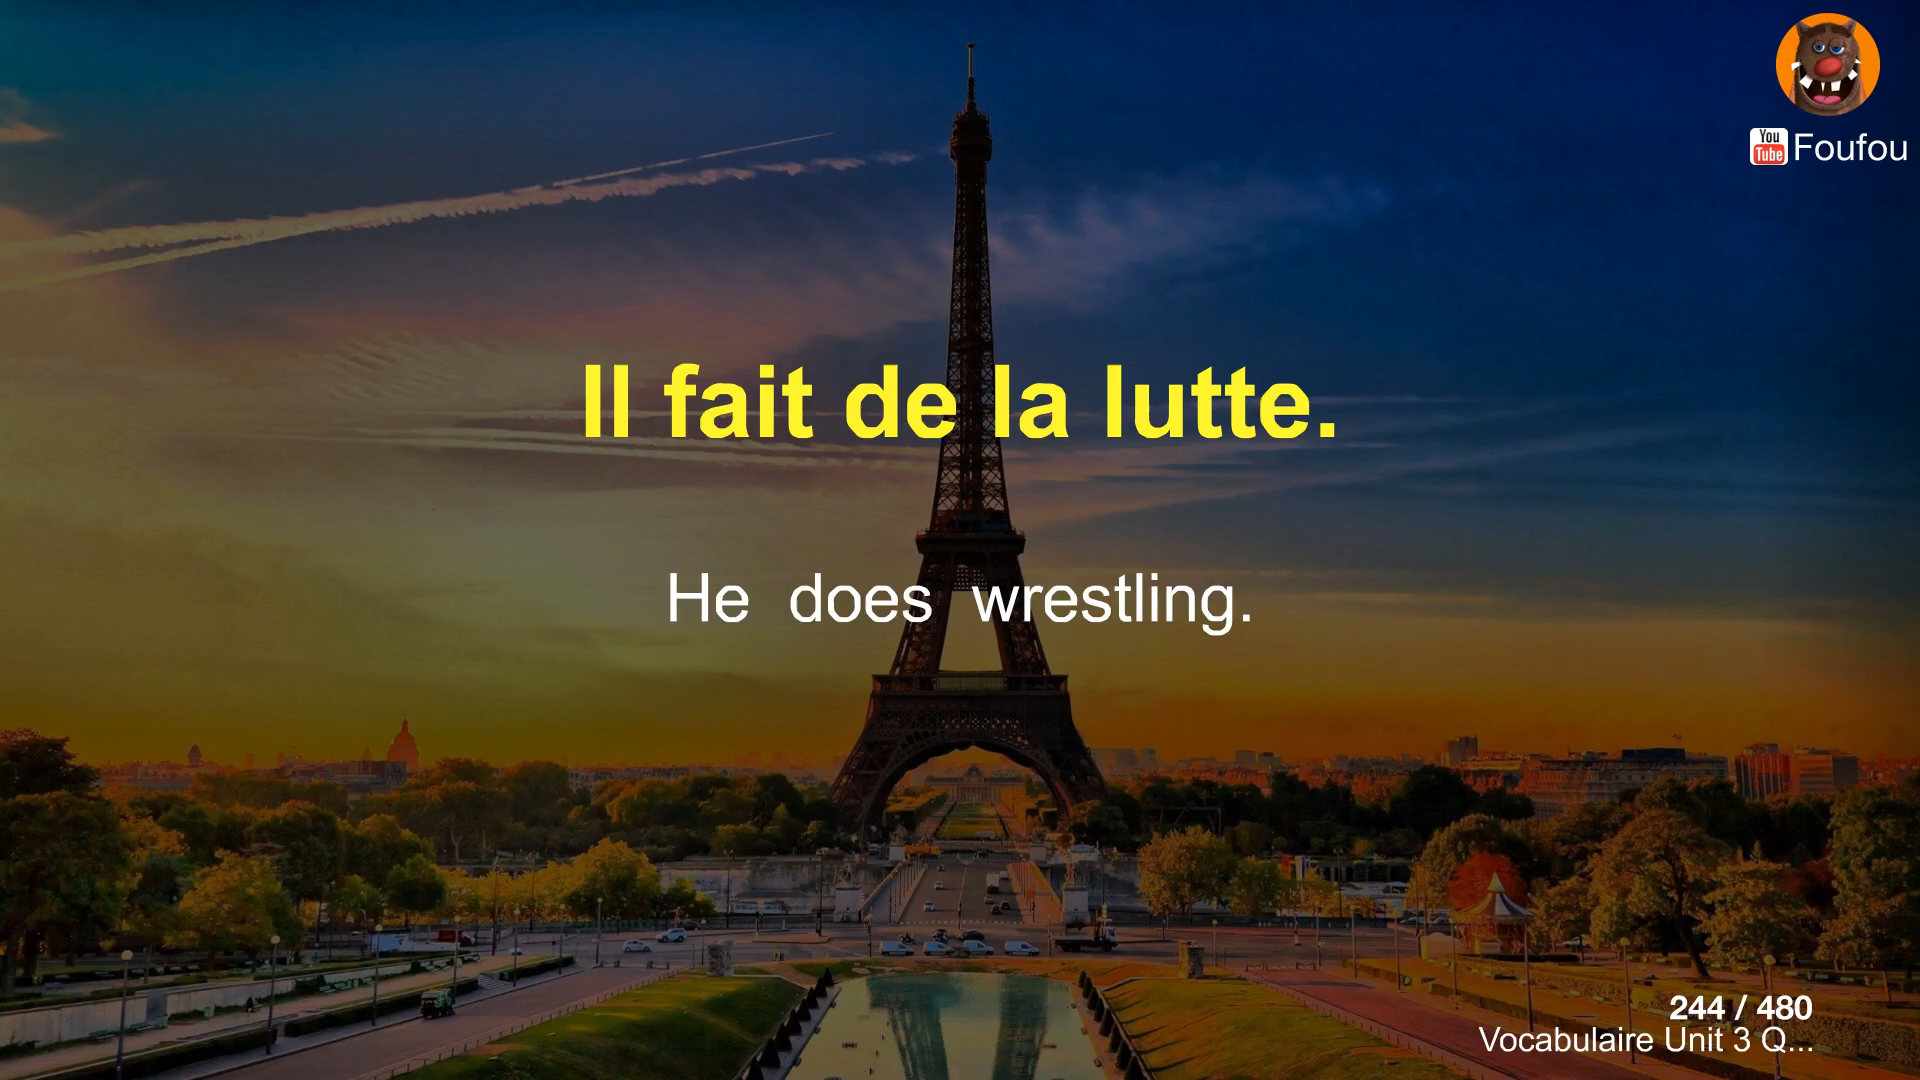 You
Tube
Foufou
Il fait de la lutte.
He does wrestling.
244 / 480
Vocabulaire Unit 3 Q...